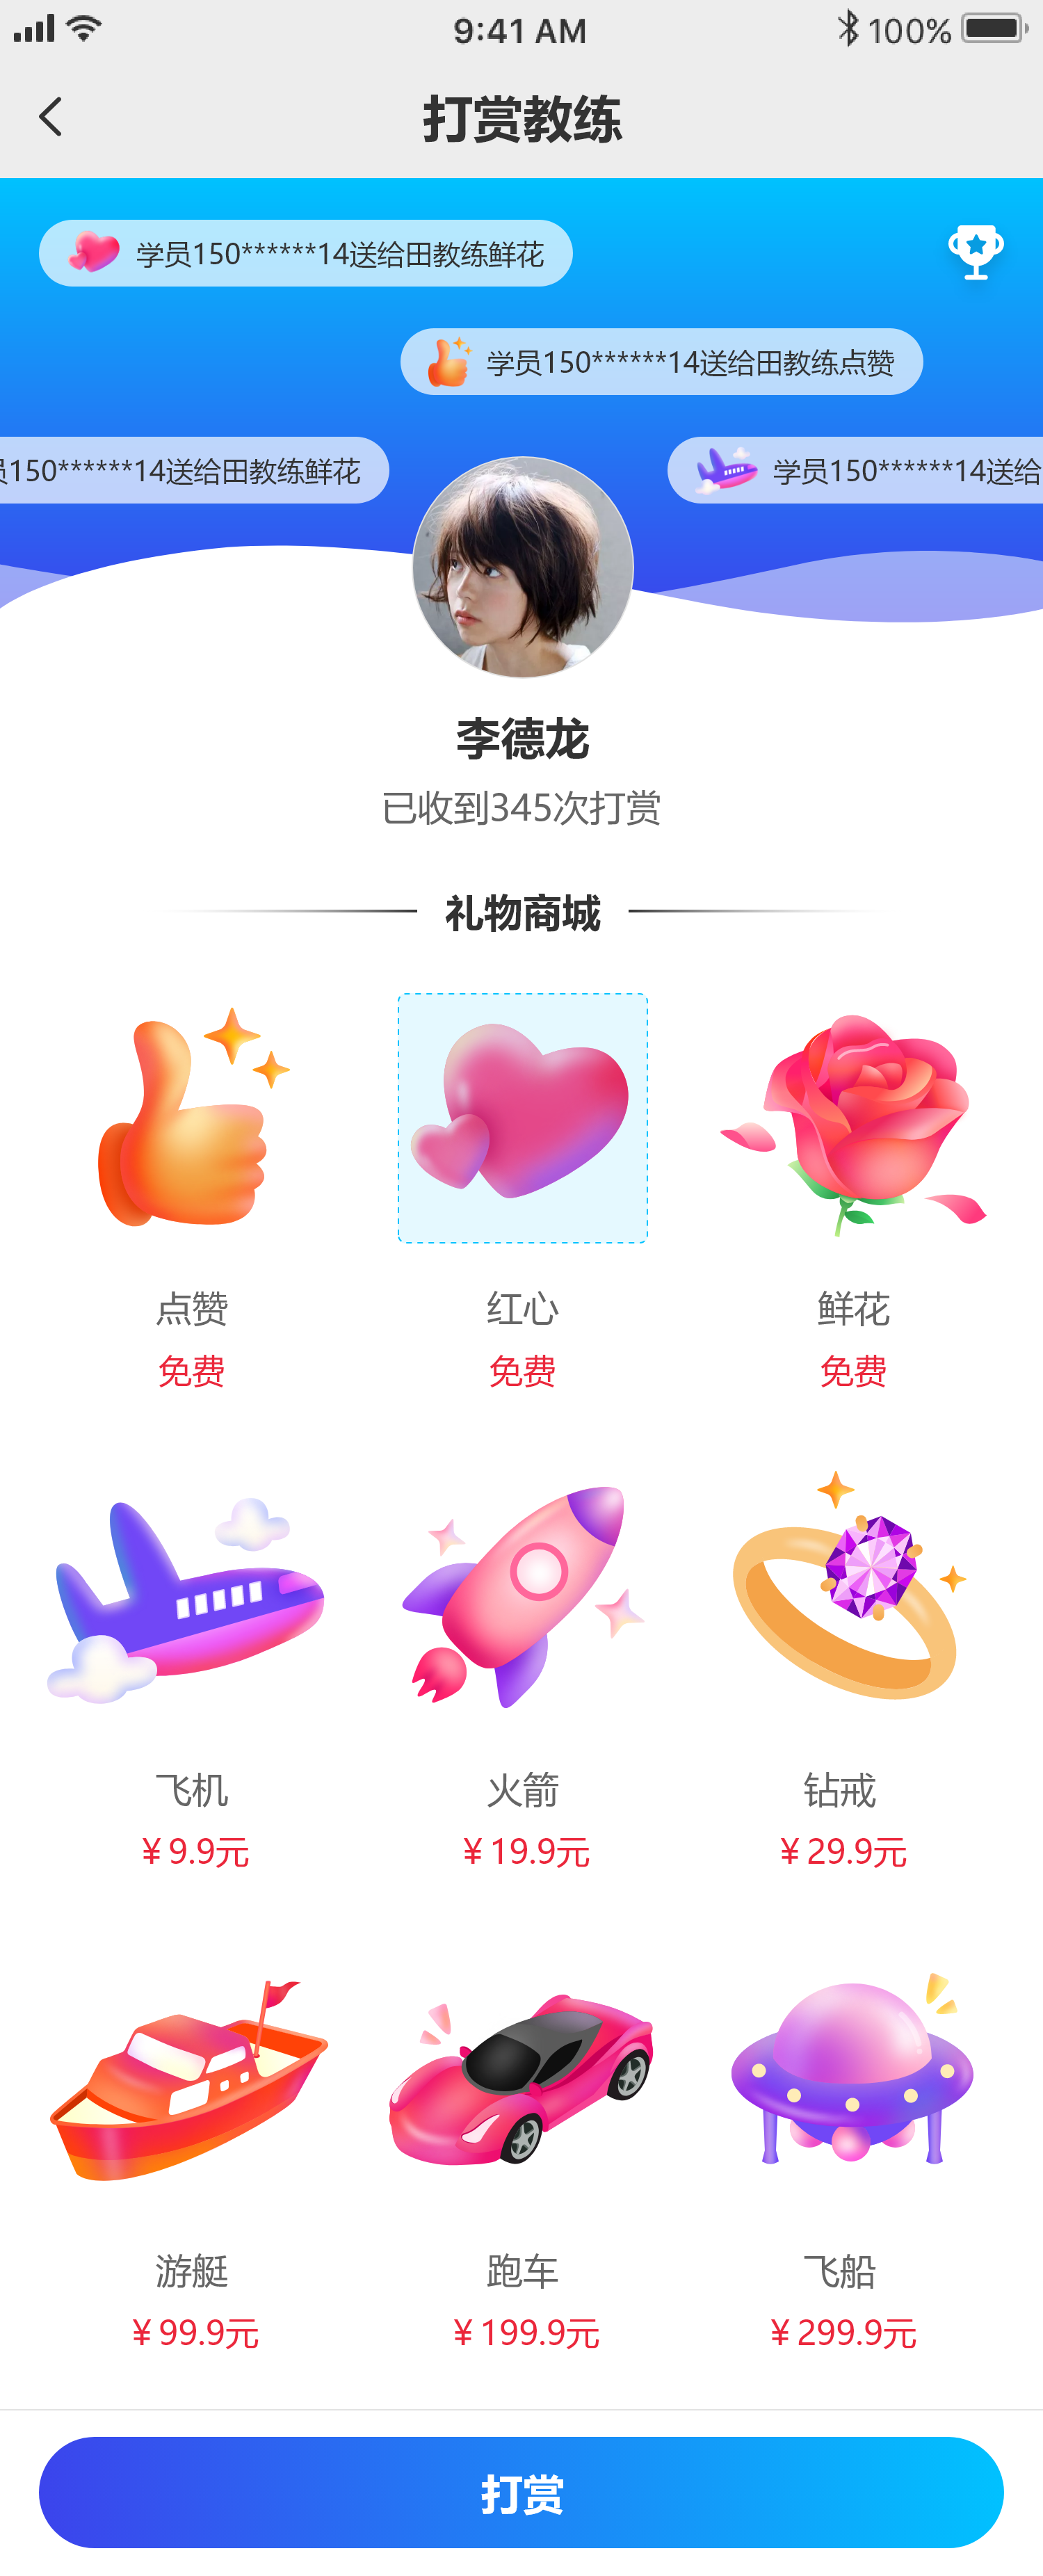 9:41 AM
100%
打赏教练
学员150******14送给田教练鲜花
学员150******14送给田教练点赞
150******14送给田教练鲜花
学员150******14送给
李德龙
已收到345次打赏
礼物商城
点赞
红心
鲜花
免费
免费
免费
飞机
火箭
钻戒
¥ 9.9元
¥ 19.9元
¥ 29.9元
游艇
跑车
飞船
¥ 99.9元
¥ 199.9元
¥ 299.9元
打赏